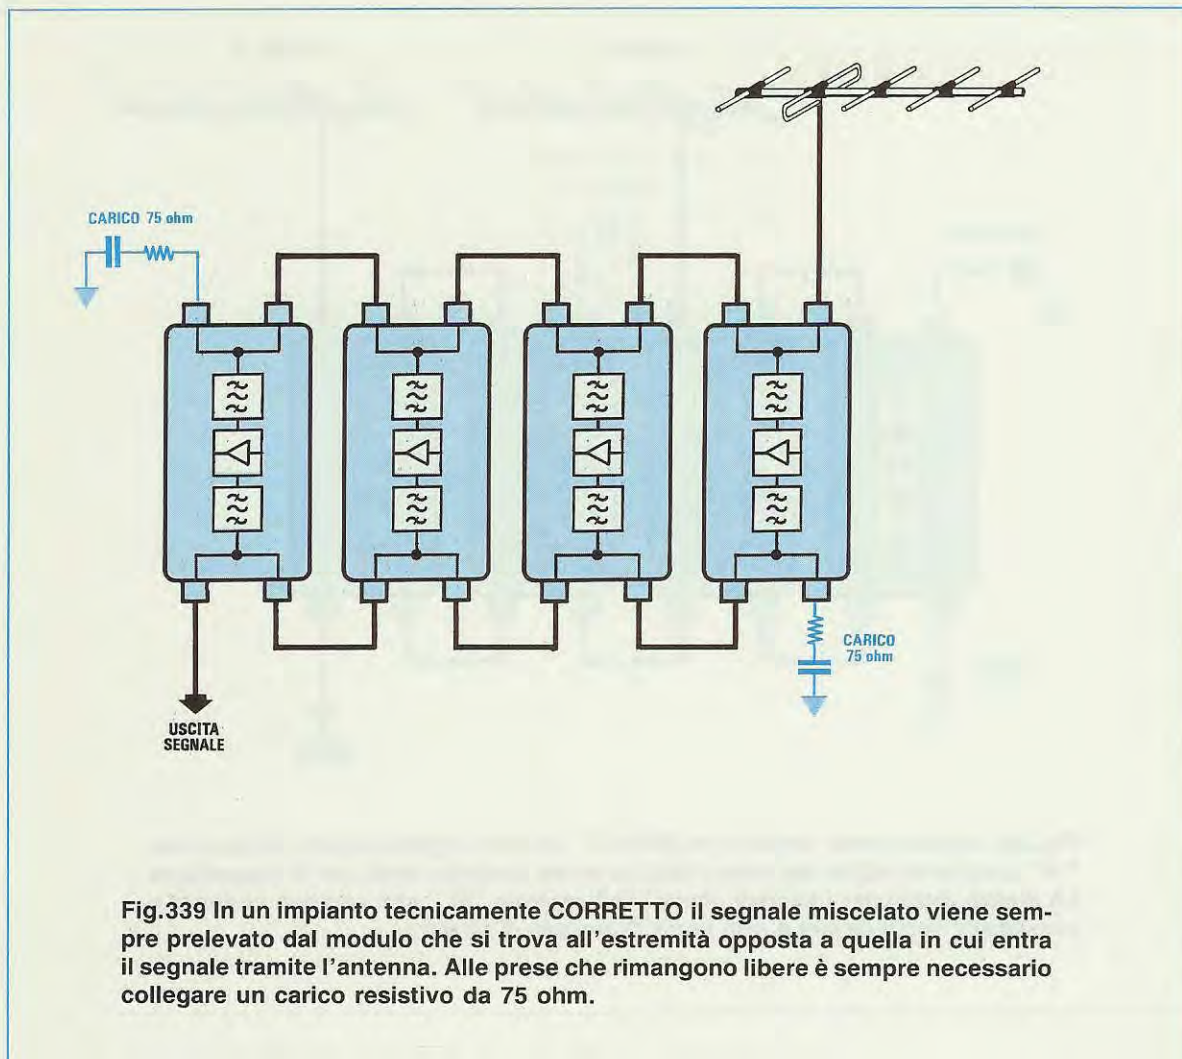 CARICO 75 ohm
CARICO
75 ohm
USCITA
SEGNALE
Fig.339 In un impianto tecnicamente CORRETTO il segnale miscelato viene sem-
pre prelevato dal modulo che si trova all'estremità opposta a quella in cui entra
il segnale tramite l'antenna. Alle prese che rimangono libere è sempre necessario
collegare un carico resistivo da 75 ohm.